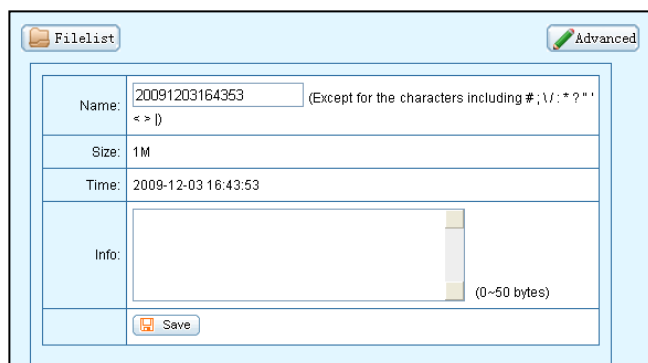 Filelist
Advanced
Name: 20091203164353 (Except for the characters including # ; \ / : * ? " '
< > |)
Size: 1M
Time: 2009-12-03 16:43:53
Info:
(0~50 bytes)
Save